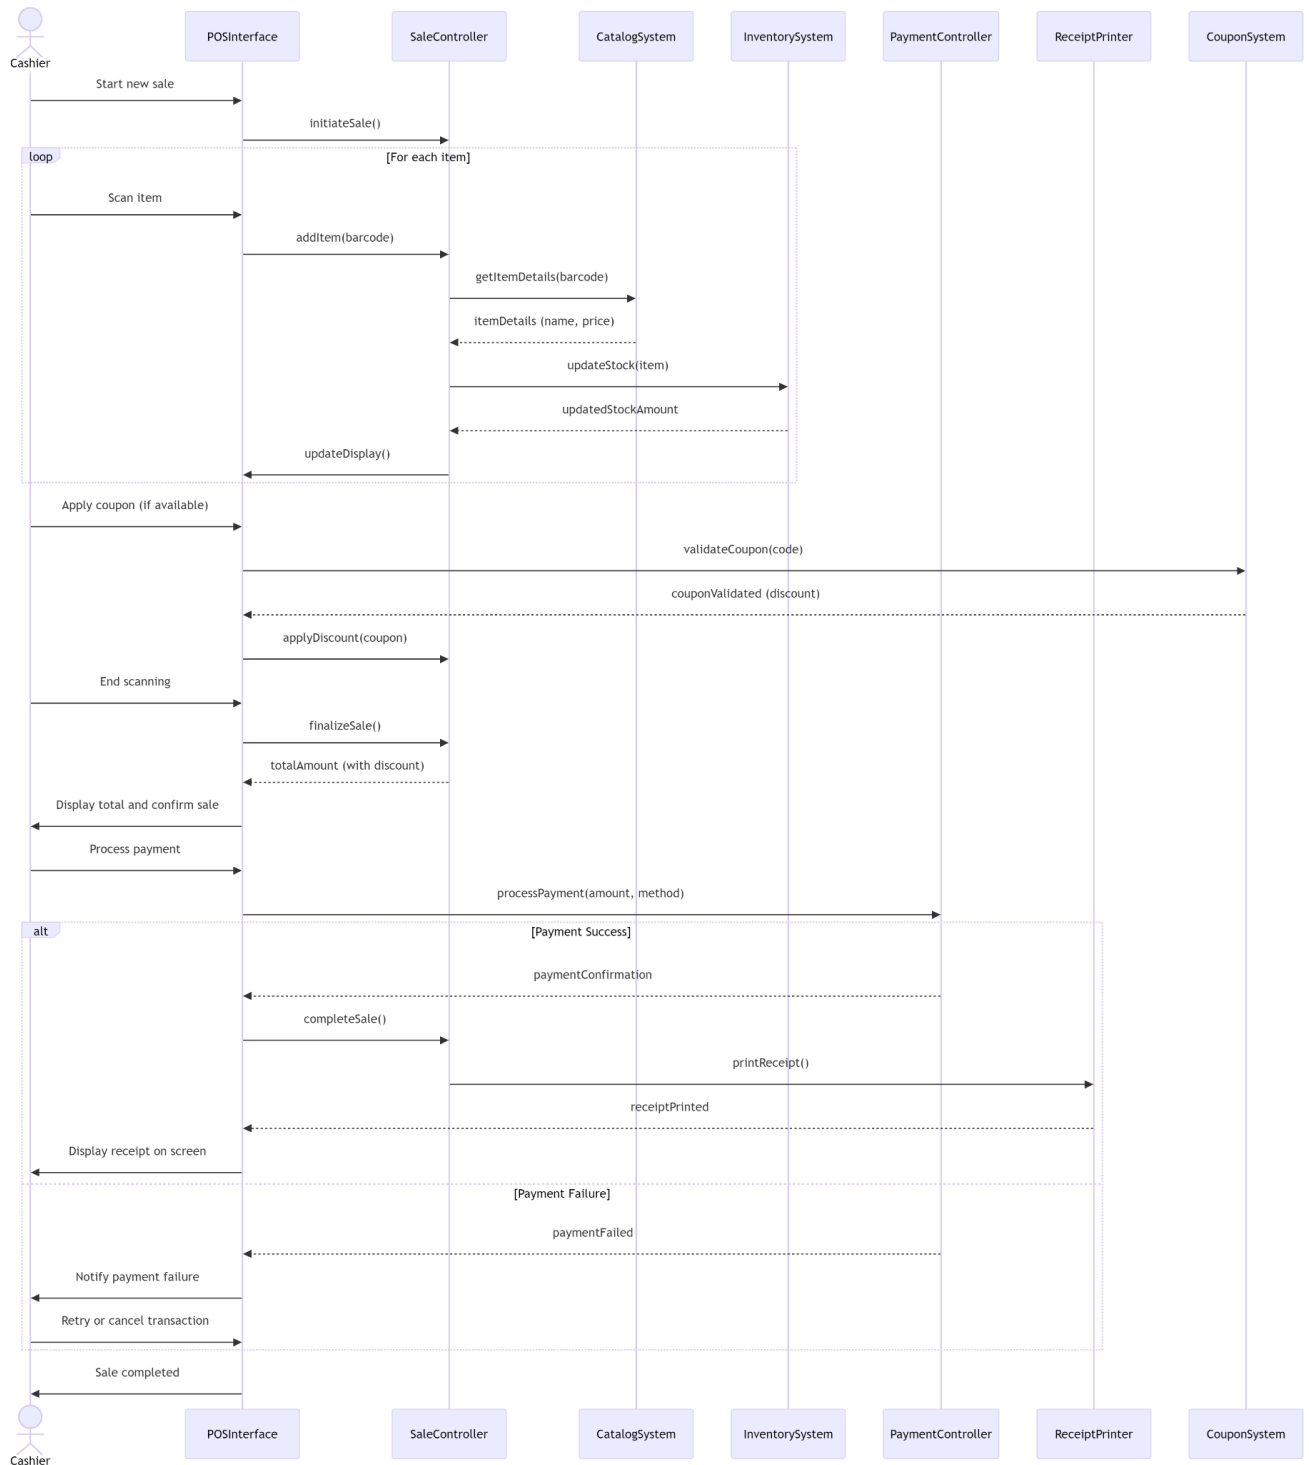 POSInterface
SaleController
CatalogSystem
InventorySystem
PaymentController
ReceiptPrinter
CouponSystem
Cashier
Start new sale
initiateSale()
loop
[For each item]
Scan item
addItem(barcode)
getItemDetails(barcode)
itemDetails (name, price)
updateStock(item)
updatedStockAmount
updateDisplay()
Apply coupon (if available)
validateCoupon(code)
couponValidated (discount)
applyDiscount(coupon)
End scanning
finalizeSale()
totalAmount (with discount)
Display total and confirm sale
Process payment
processPayment(amount, method)
alt
[Payment Success]
paymentConfirmation
completeSale()
printReceipt()
receiptPrinted
Display receipt on screen
[Payment Failure]
paymentFailed
Notify payment failure
Retry or cancel transaction
Sale completed
POSInterface
SaleController
CatalogSystem
InventorySystem
PaymentController
ReceiptPrinter
CouponSystem
Cashier